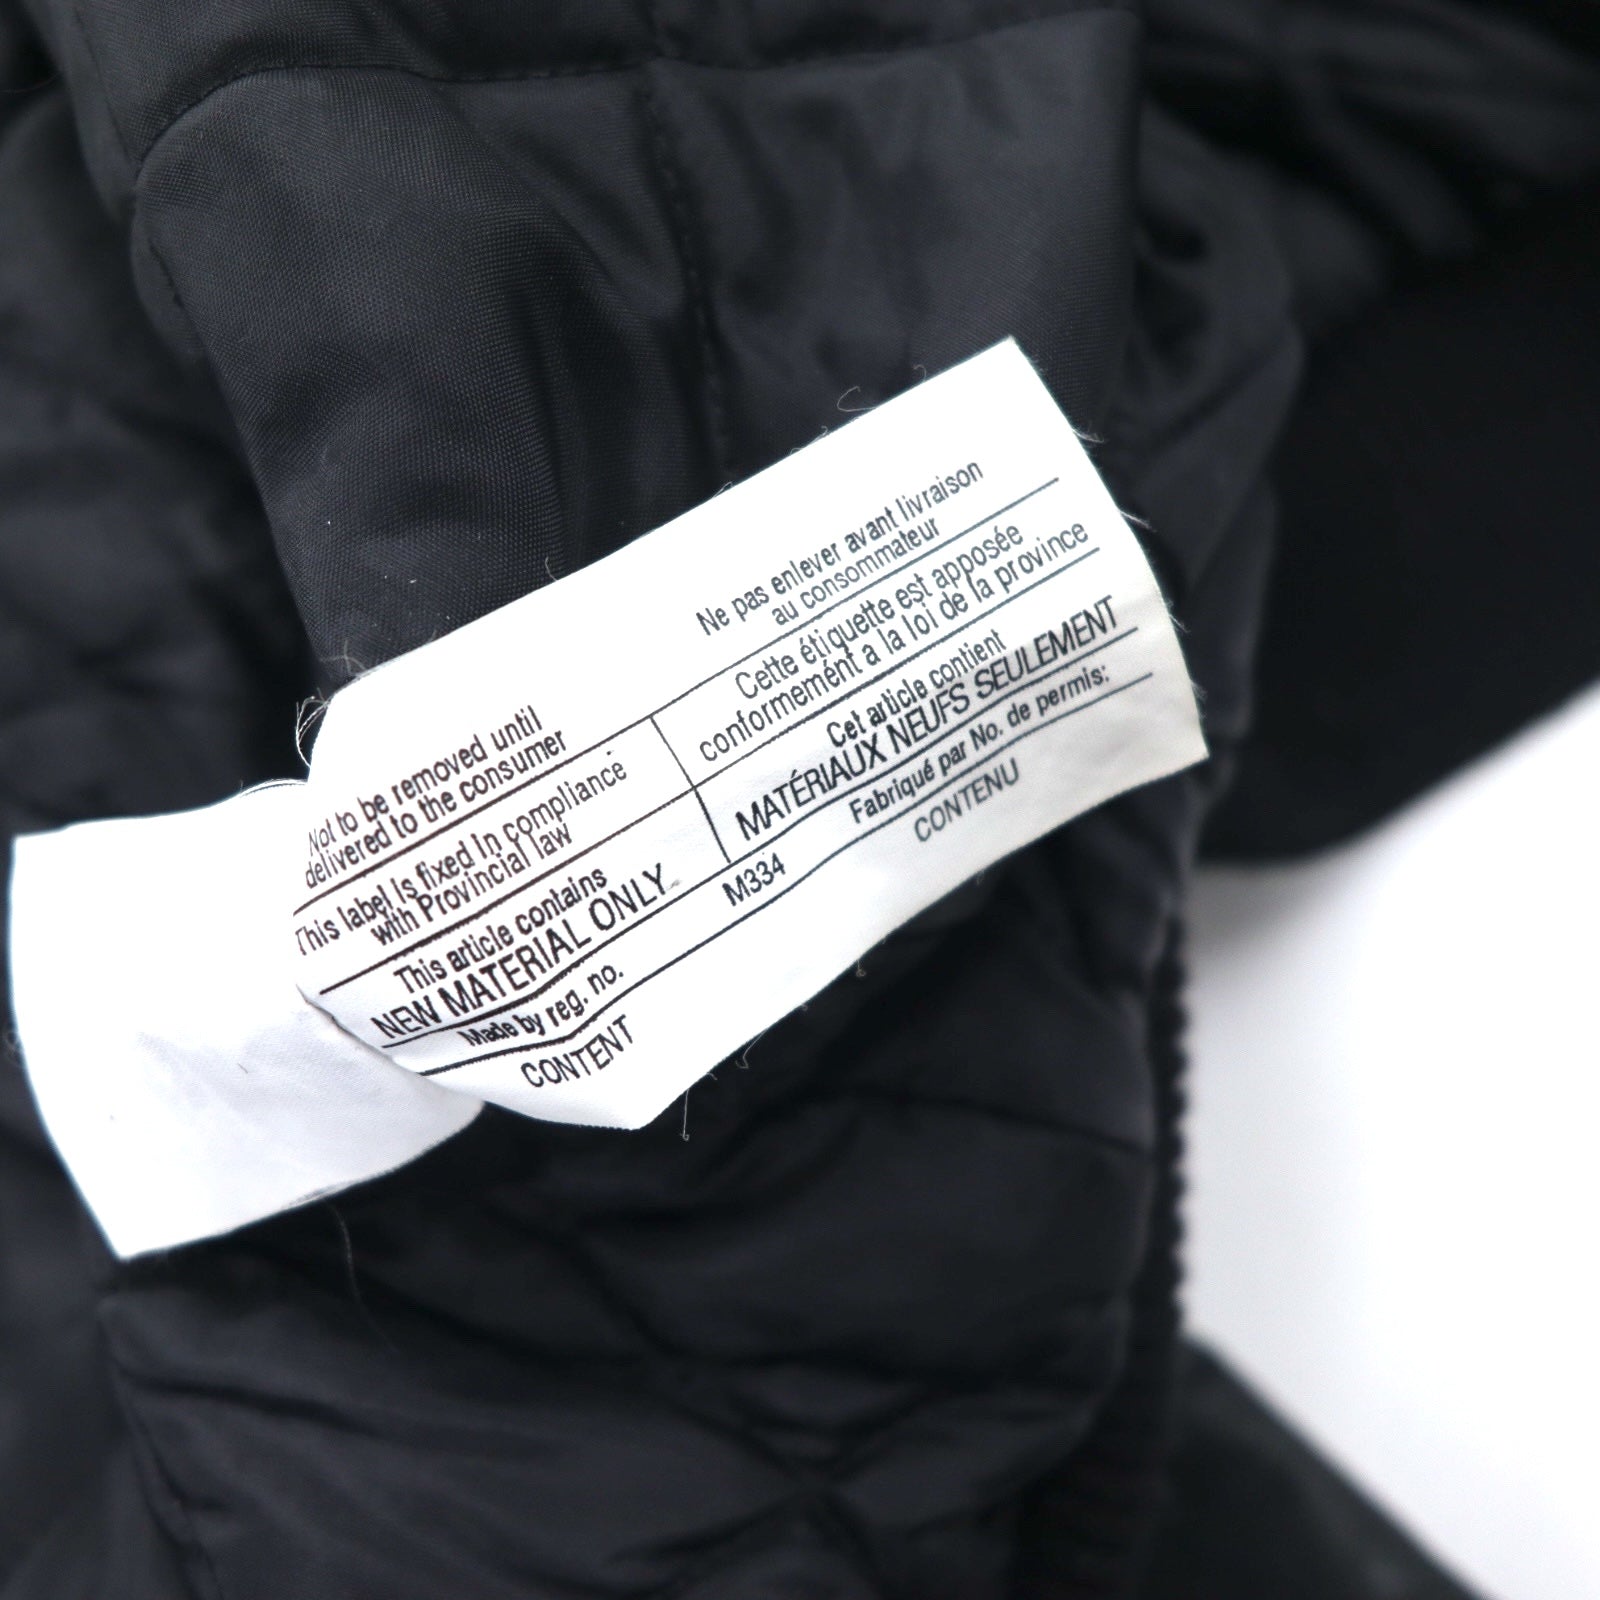 Not to be removed until
delivered to the consumer
This label Is fixed In compliance
with Provincial law
This article contains
NEW MATERIAL ONLY
Made by reg. no.
CONTENT
Ne pas enlever avant livraison
au consommateur
Cette étiquette est apposée
conformemént a la loi de la province
Cet article contient
MATÉRIAUX NEUFS SEULEMENT
Fabriqué par No. de permis:
M334
CONTENU